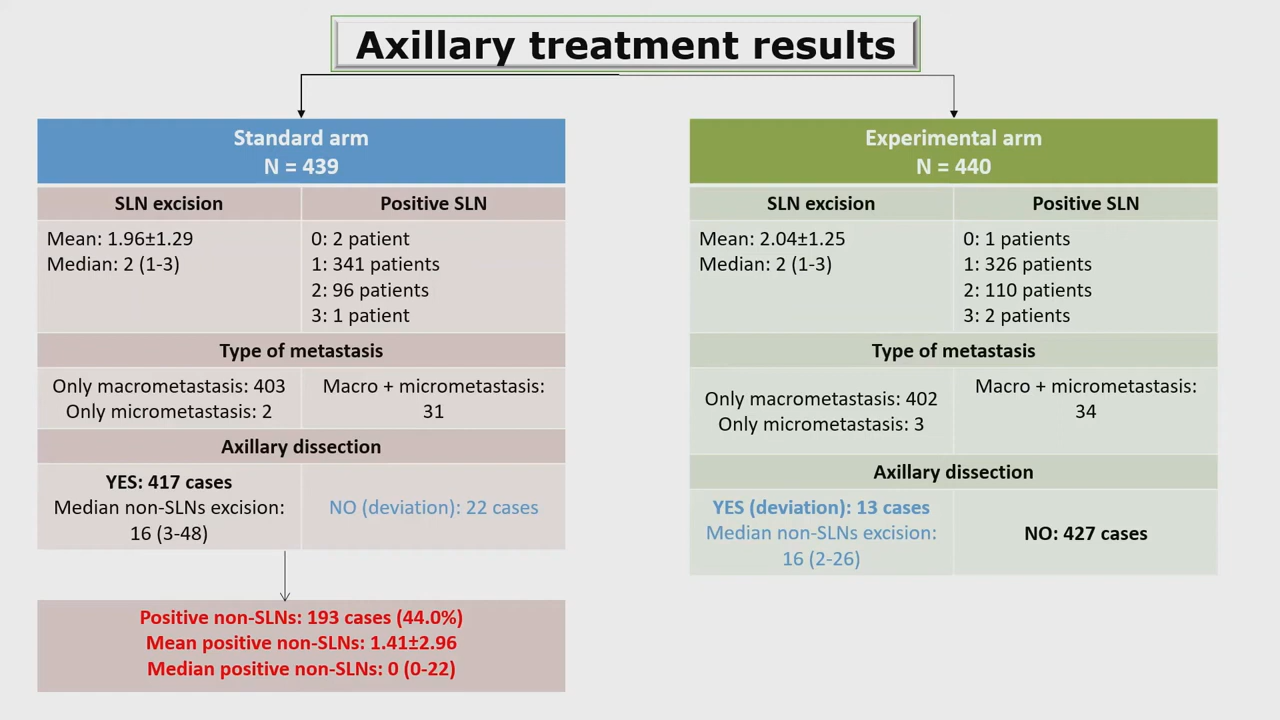 Axillary treatment results
Standard arm
N = 439
SLN excision
Positive SLN
Mean: 1.96±1.29
Median: 2 (1-3)
0: 2 patient
1: 341 patients
2: 96 patients
3: 1 patient
Type of metastasis
Only macrometastasis: 403
Only micrometastasis: 2
Macro + micrometastasis:
31
Axillary dissection
YES: 417 cases
Median non-SLNs excision:
16 (3-48)
NO (deviation): 22 cases
Positive non-SLNs: 193 cases (44.0%)
Mean positive non-SLNs: 1.41±2.96
Median positive non-SLNs: 0 (0-22)
Experimental arm
N = 440
SLN excision
Positive SLN
Mean: 2.04±1.25
Median: 2 (1-3)
0: 1 patients
1: 326 patients
2: 110 patients
3: 2 patients
Type of metastasis
Only macrometastasis: 402
Only micrometastasis: 3
Macro + micrometastasis:
34
Axillary dissection
YES (deviation): 13 cases
Median non-SLNs excision:
16 (2-26)
NO: 427 cases